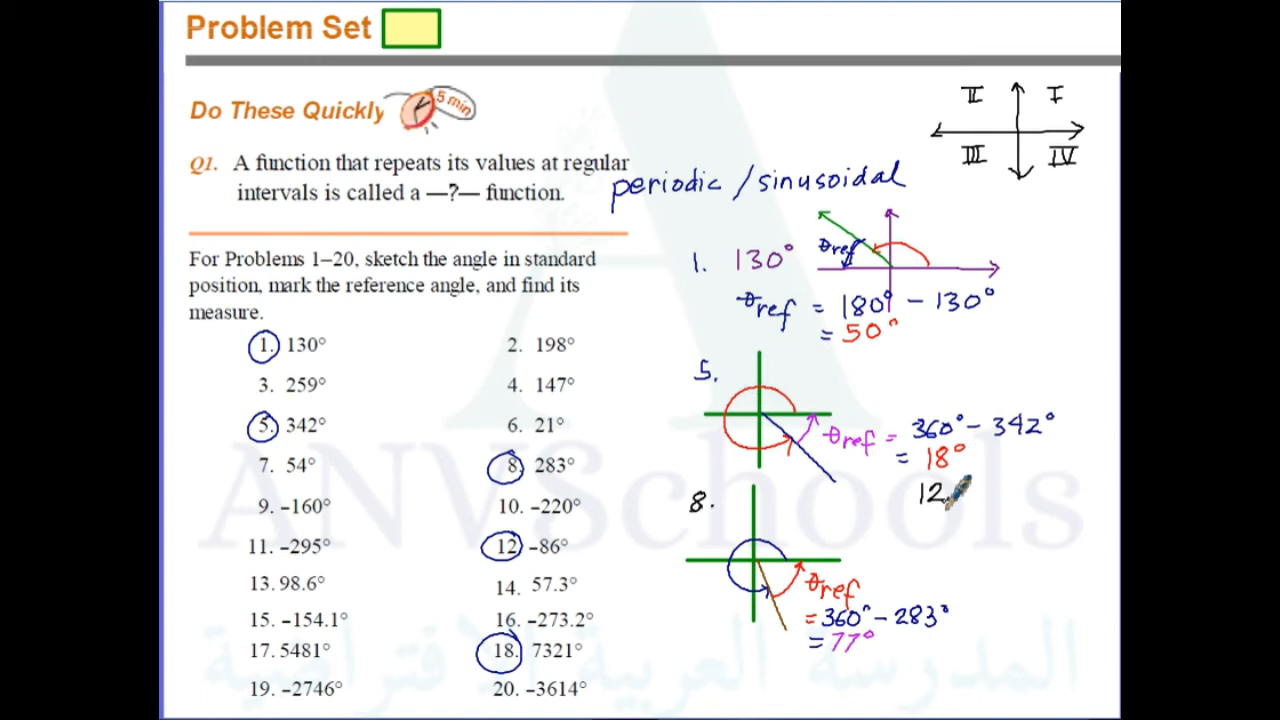 Problem Set
Do These Quickly
5 min
Q1. A function that repeats its values at regular
intervals is called a —?— function.
periodic / sinusoidal
II I
III IV
For Problems 1–20, sketch the angle in standard
position, mark the reference angle, and find its
measure.
1. 130°
2. 198°
3. 259°
4. 147°
5. 342°
6. 21°
7. 54°
8. 283°
9. –160°
10. –220°
11. –295°
12. –86°
13. 98.6°
14. 57.3°
15. –154.1°
16. –273.2°
17. 5481°
18. 7321°
19. –2746°
20. –3614°
1. 130°
θref
θref = 180° − 130°
= 50°
5.
θref = 360° − 342°
= 18°
8.
θref
= 360° − 283°
= 77°
12.
ANVSchools
المدرسة العربية الافتراضية